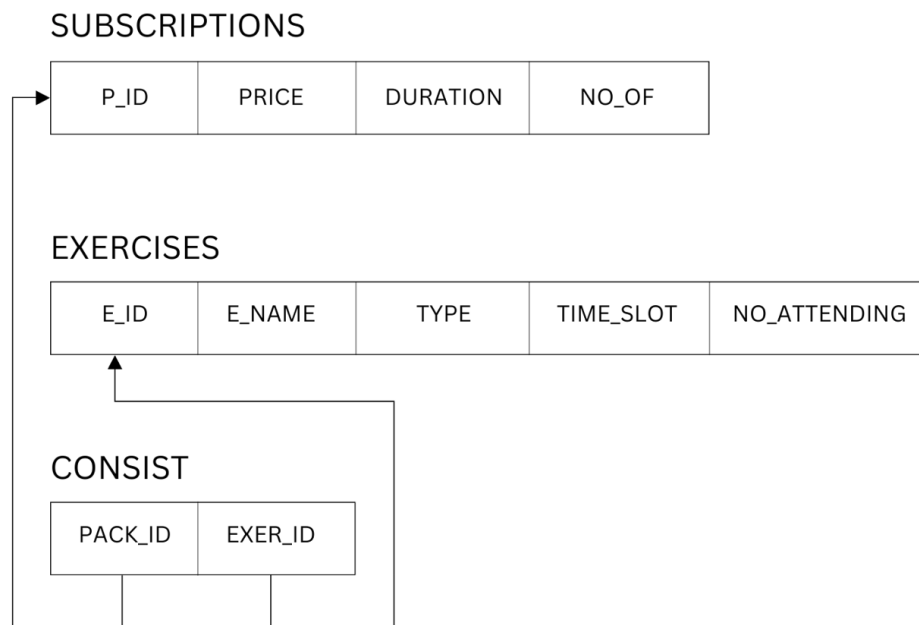 SUBSCRIPTIONS
P_ID PRICE DURATION NO_OF
EXERCISES
E_ID E_NAME TYPE TIME_SLOT NO_ATTENDING
CONSIST
PACK_ID EXER_ID